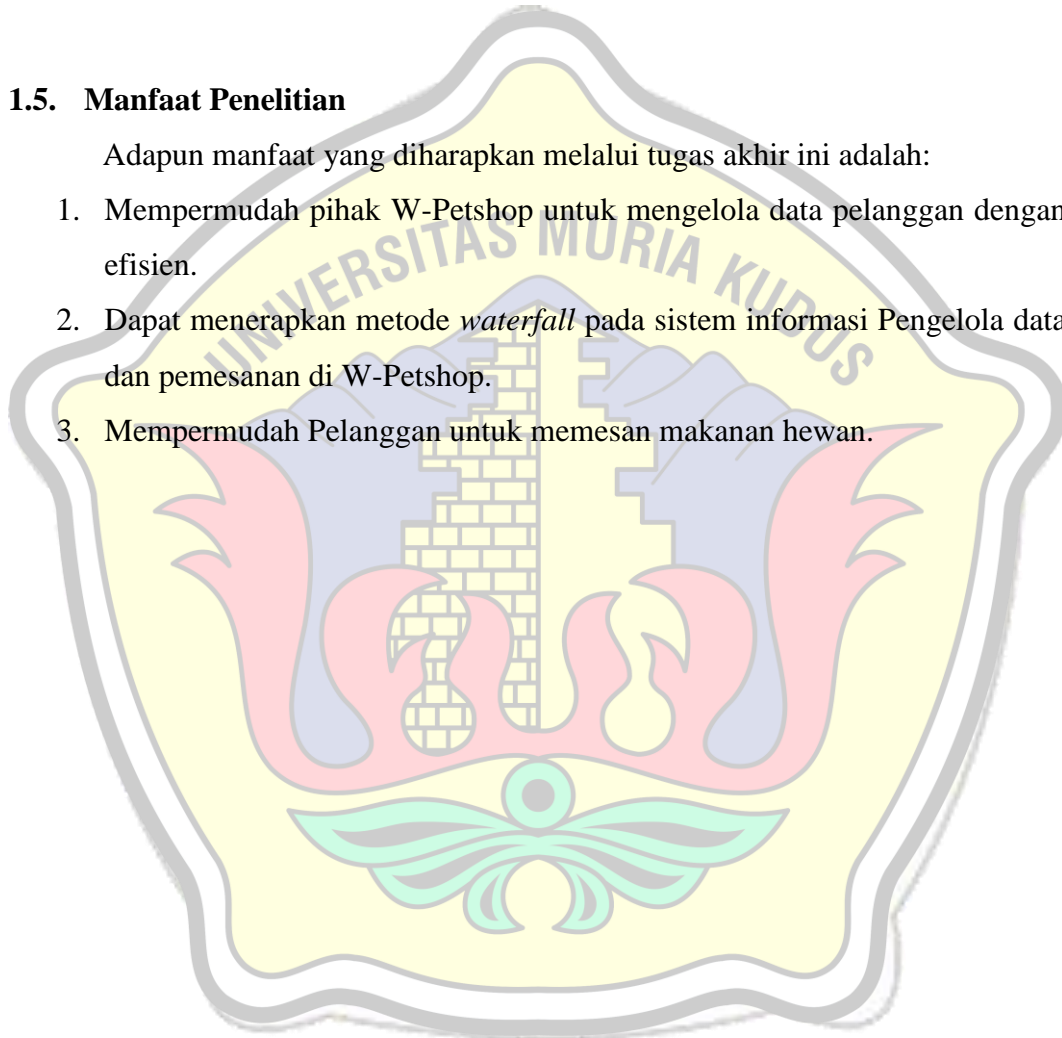 1.5. Manfaat Penelitian
Adapun manfaat yang diharapkan melalui tugas akhir ini adalah:
1. Mempermudah pihak W-Petshop untuk mengelola data pelanggan dengan
efisien.
2. Dapat menerapkan metode waterfall pada sistem informasi Pengelola data
dan pemesanan di W-Petshop.
3. Mempermudah Pelanggan untuk memesan makanan hewan.
UNIVERSITAS MURIA KUDUS